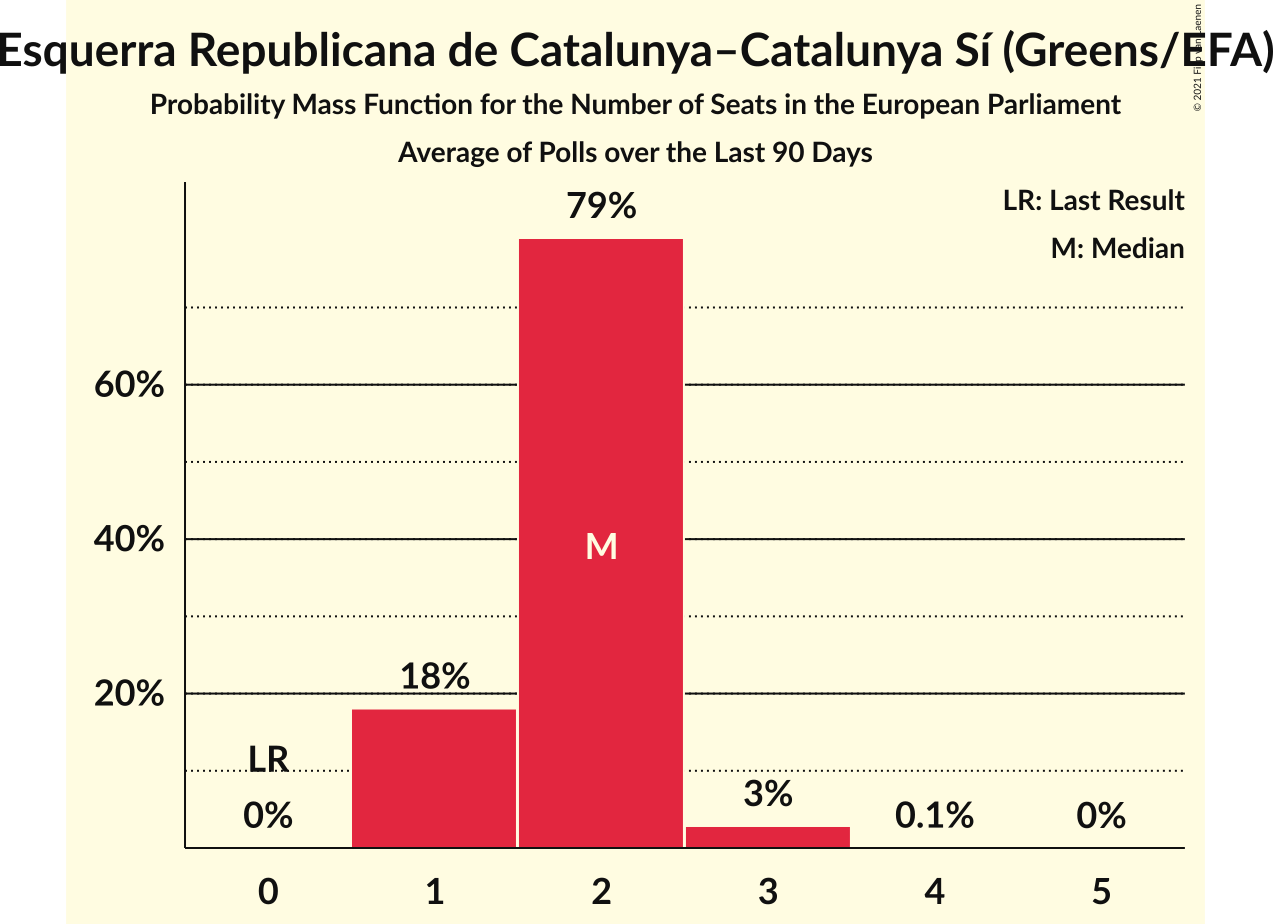 Esquerra Republicana de Catalunya–Catalunya Sí (Greens/EFA)
Probability Mass Function for the Number of Seats in the European Parliament
Average of Polls over the Last 90 Days
© 2021
LR: Last Result
M: Median
79%
60%
40%
M
20%
18%
LR
0%
3%
0.1%
0%
0 1 2 3 4 5